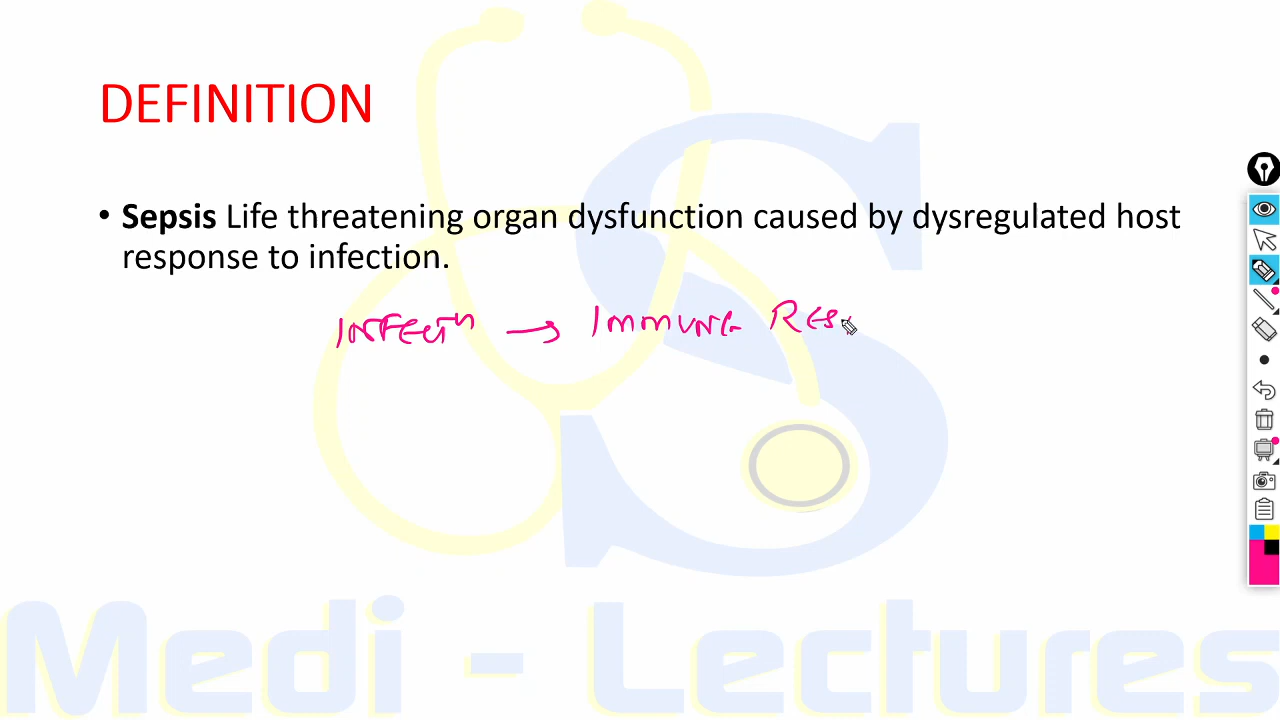 DEFINITION
• Sepsis Life threatening organ dysfunction caused by dysregulated host
response to infection.
INFECTn → Immune Res
Medi - Lectures